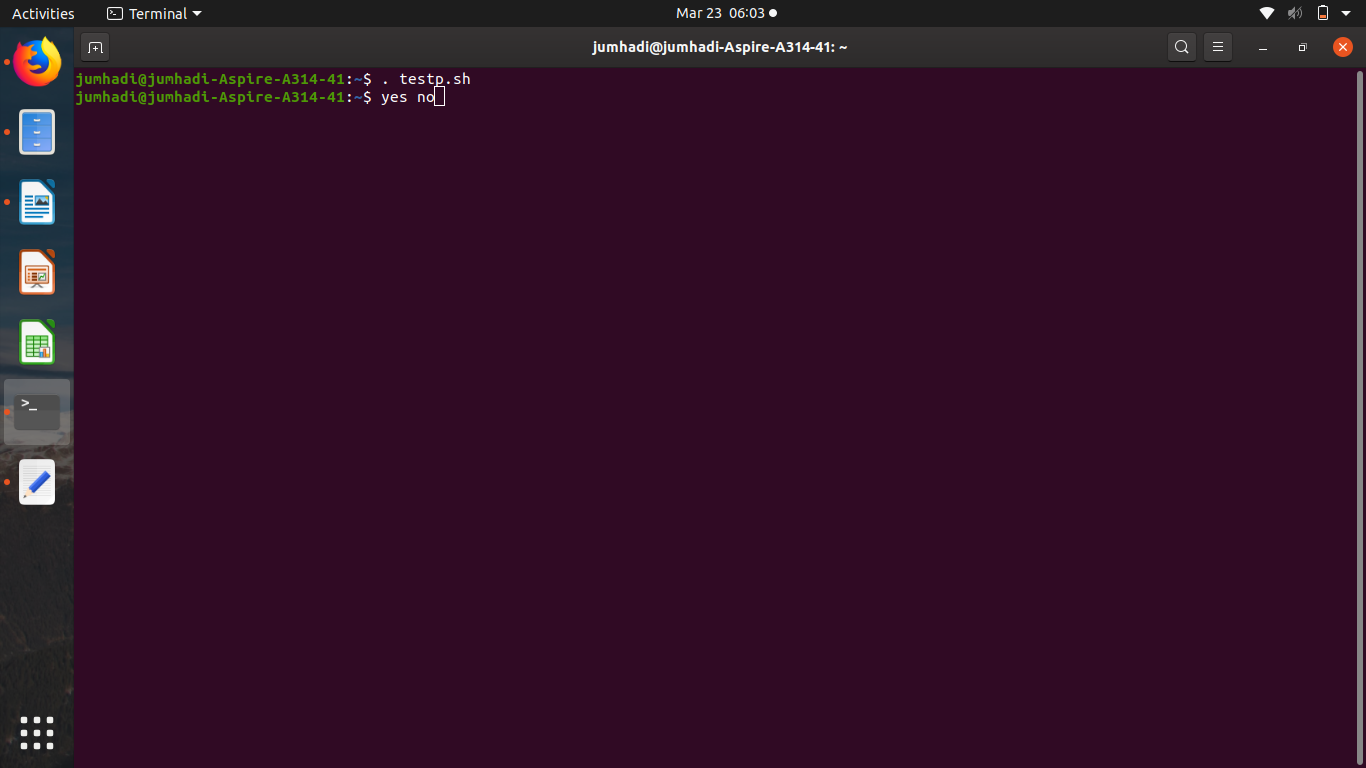 Activities
Terminal
Mar 23 06:03
jumhadi@jumhadi-Aspire-A314-41: ~
jumhadi@jumhadi-Aspire-A314-41:~$ . testp.sh
jumhadi@jumhadi-Aspire-A314-41:~$ yes no
>_